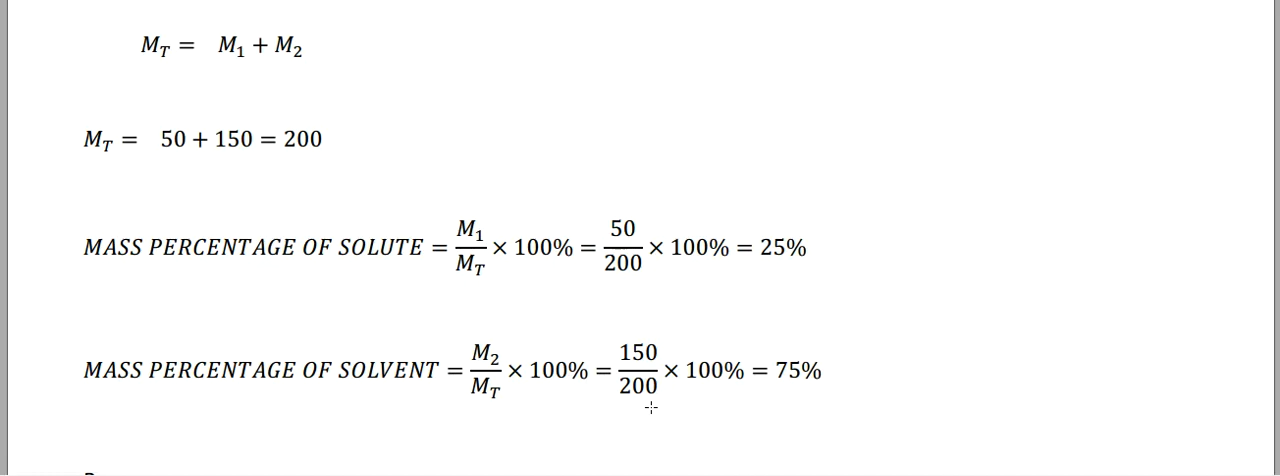 M_T = M_1 + M_2
M_T = 50 + 150 = 200
MASS PERCENTAGE OF SOLUTE = M_1/M_T × 100% = 50/200 × 100% = 25%
MASS PERCENTAGE OF SOLVENT = M_2/M_T × 100% = 150/200 × 100% = 75%